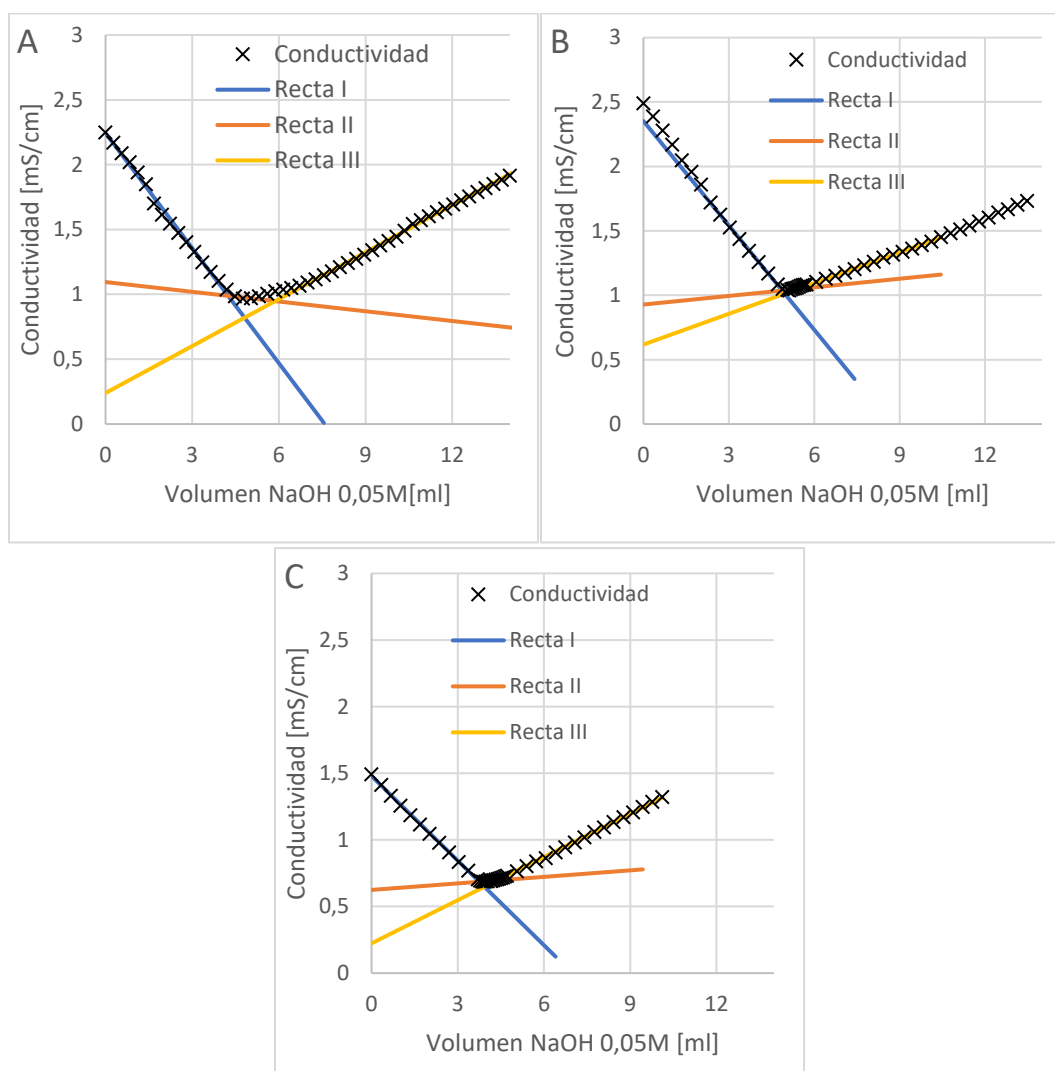 A
Conductividad
Recta I
Recta II
Recta III
Conductividad [mS/cm]
3
2,5
2
1,5
1
0,5
0
0 3 6 9 12
Volumen NaOH 0,05M[ml]
B
Conductividad
Recta I
Recta II
Recta III
Conductividad [mS/cm]
3
2,5
2
1,5
1
0,5
0
0 3 6 9 12
Volumen NaOH 0,05M [ml]
C
Conductividad
Recta I
Recta II
Recta III
Conductividad [mS/cm]
3
2,5
2
1,5
1
0,5
0
0 3 6 9 12
Volumen NaOH 0,05M [ml]